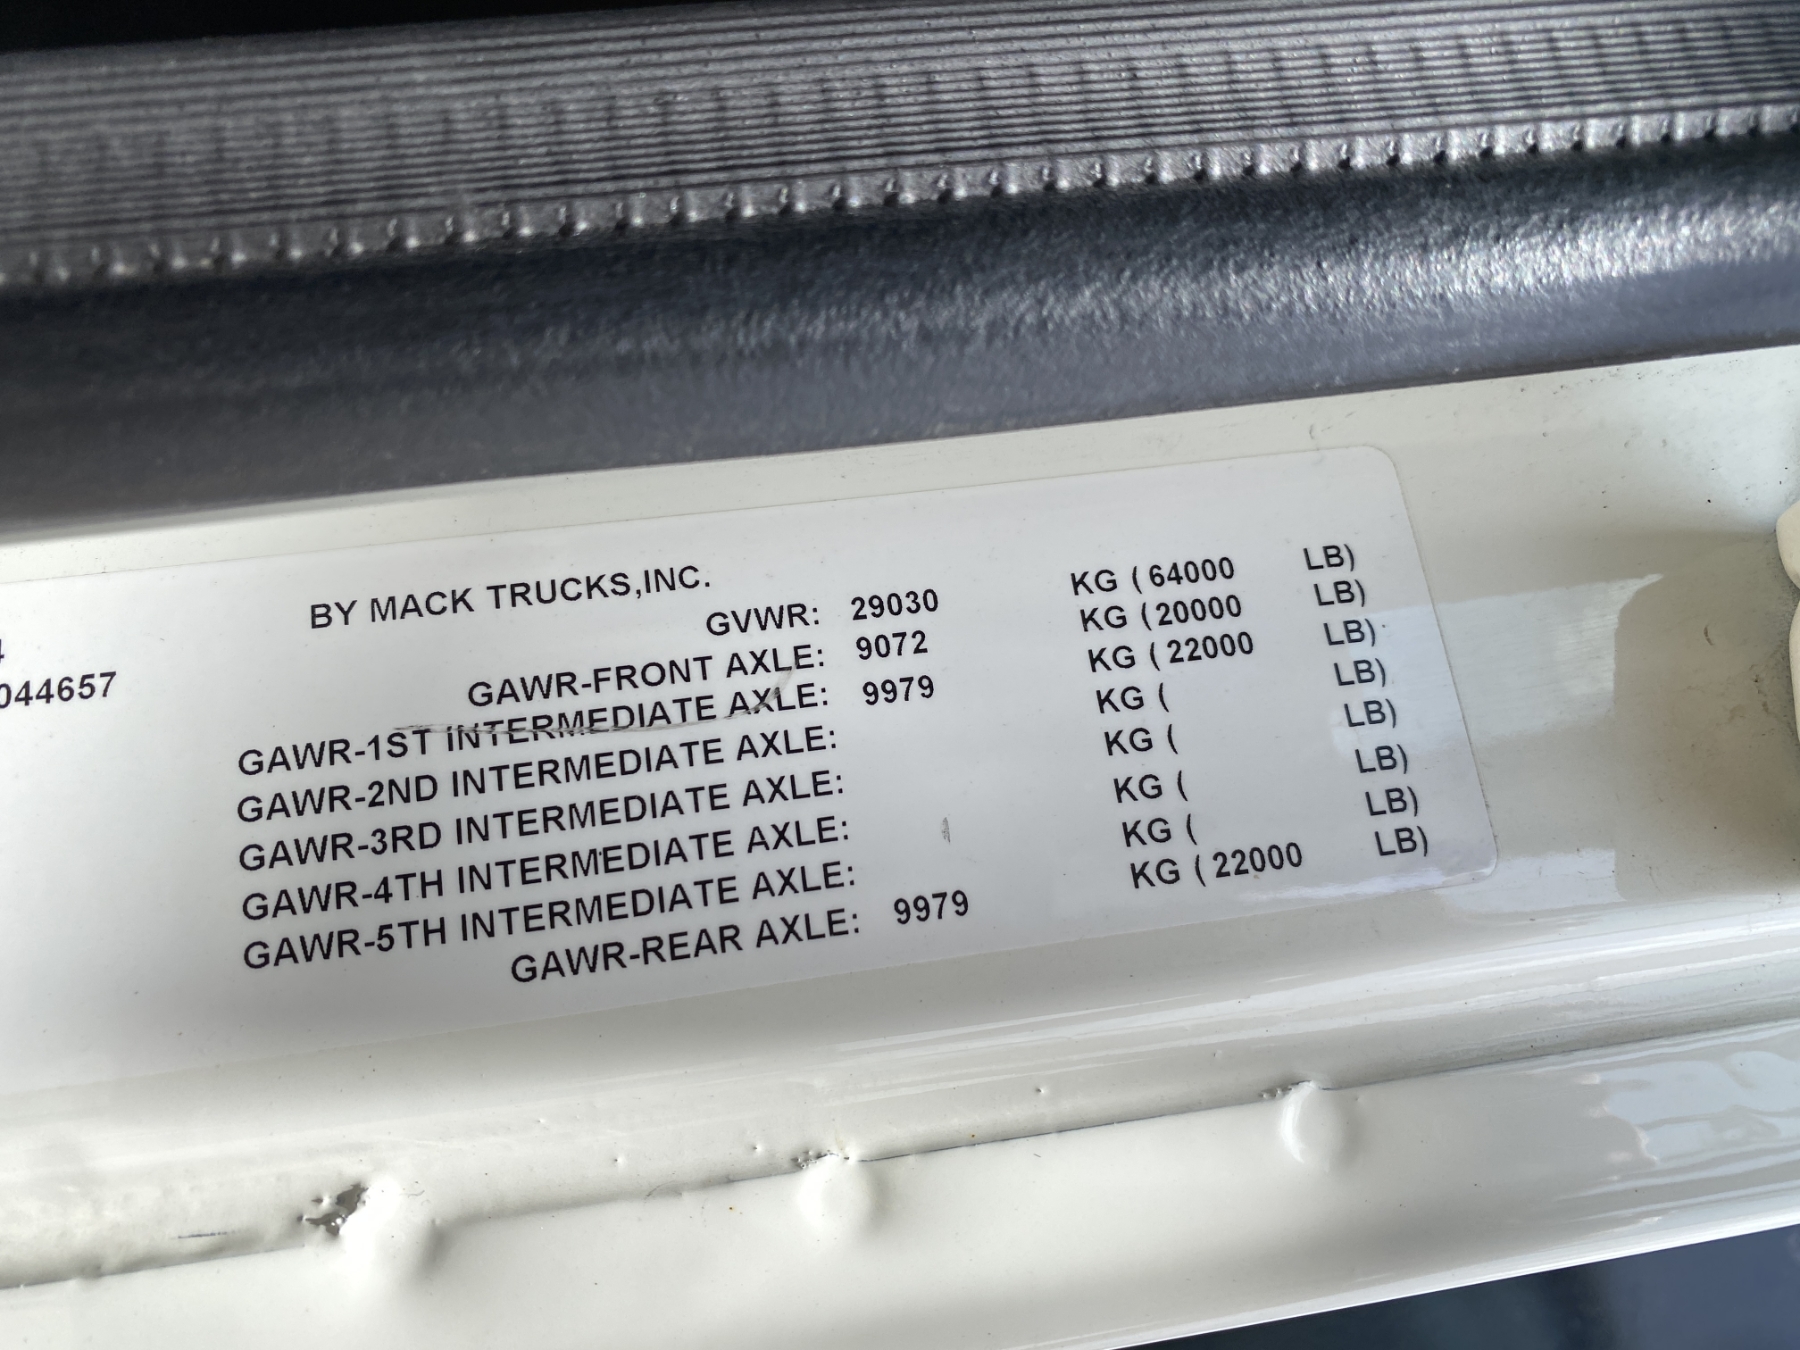 BY MACK TRUCKS,INC.
044657
GVWR: 29030 KG ( 64000 LB)
GAWR-FRONT AXLE: 9072 KG ( 20000 LB)
GAWR-1ST INTERMEDIATE AXLE: 9979 KG ( 22000 LB)
GAWR-2ND INTERMEDIATE AXLE: KG ( LB)
GAWR-3RD INTERMEDIATE AXLE: KG ( LB)
GAWR-4TH INTERMEDIATE AXLE: KG ( LB)
GAWR-5TH INTERMEDIATE AXLE: KG ( LB)
GAWR-REAR AXLE: 9979 KG ( 22000 LB)